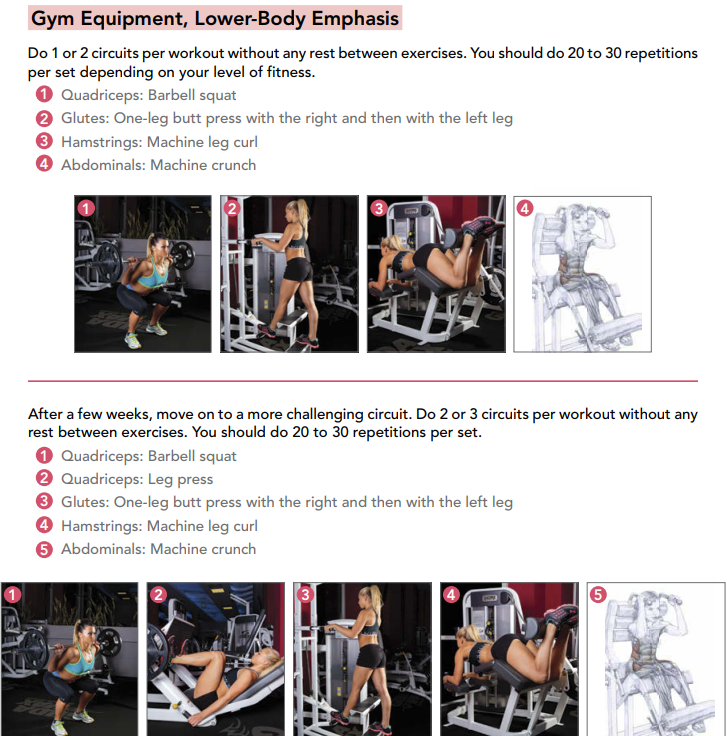 Gym Equipment, Lower-Body Emphasis
Do 1 or 2 circuits per workout without any rest between exercises. You should do 20 to 30 repetitions
per set depending on your level of fitness.
1 Quadriceps: Barbell squat
2 Glutes: One-leg butt press with the right and then with the left leg
3 Hamstrings: Machine leg curl
4 Abdominals: Machine crunch
1 2 3 4
After a few weeks, move on to a more challenging circuit. Do 2 or 3 circuits per workout without any
rest between exercises. You should do 20 to 30 repetitions per set.
1 Quadriceps: Barbell squat
2 Quadriceps: Leg press
3 Glutes: One-leg butt press with the right and then with the left leg
4 Hamstrings: Machine leg curl
5 Abdominals: Machine crunch
1 2 3 4 5